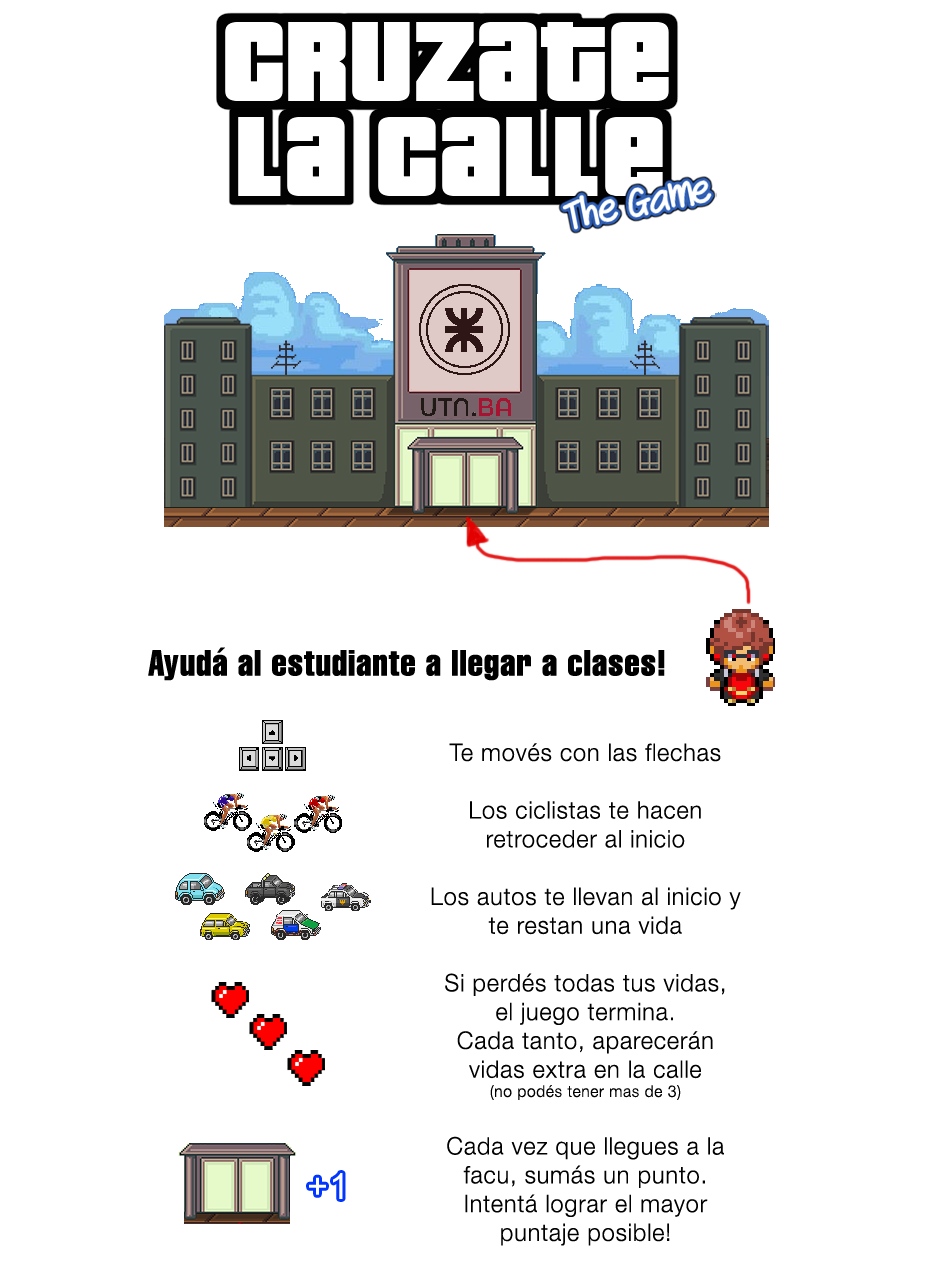 CRUZATE
LA CALLE
The Game
UTN.BA
Ayudá al estudiante a llegar a clases!
Te movés con las flechas
Los ciclistas te hacen
retroceder al inicio
Los autos te llevan al inicio y
te restan una vida
Si perdés todas tus vidas,
el juego termina.
Cada tanto, aparecerán
vidas extra en la calle
(no podés tener mas de 3)
+1
Cada vez que llegues a la
facu, sumás un punto.
Intentá lograr el mayor
puntaje posible!